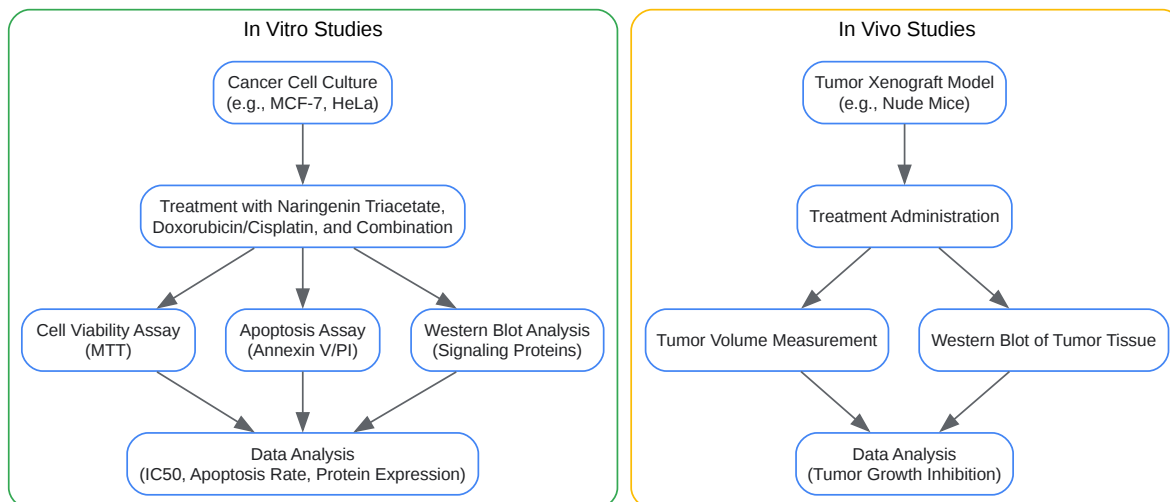 In Vitro Studies
Cancer Cell Culture
(e.g., MCF-7, HeLa)
Treatment with Naringenin Triacetate,
Doxorubicin/Cisplatin, and Combination
Cell Viability Assay
(MTT)
Apoptosis Assay
(Annexin V/PI)
Western Blot Analysis
(Signaling Proteins)
Data Analysis
(IC50, Apoptosis Rate, Protein Expression)
In Vivo Studies
Tumor Xenograft Model
(e.g., Nude Mice)
Treatment Administration
Tumor Volume Measurement
Western Blot of Tumor Tissue
Data Analysis
(Tumor Growth Inhibition)